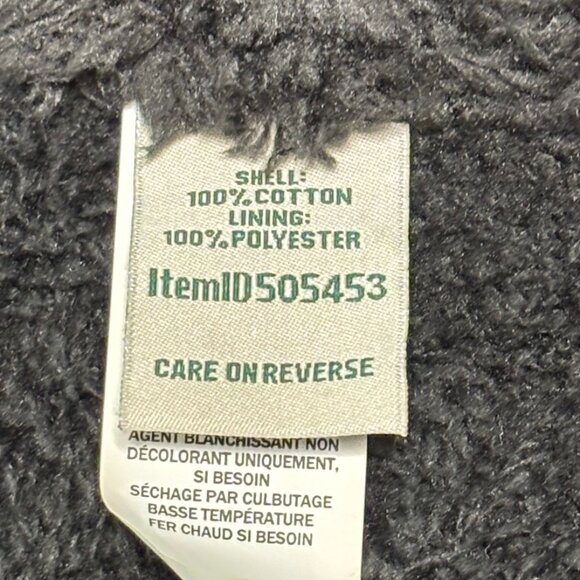 SHELL:
100% COTTON
LINING:
100% POLYESTER
ItemID505453
CARE ON REVERSE
AGENT BLANCHISSANT NON
DÉCOLORANT UNIQUEMENT,
SI BESOIN
SÉCHAGE PAR CULBUTAGE
BASSE TEMPÉRATURE
FER CHAUD SI BESOIN